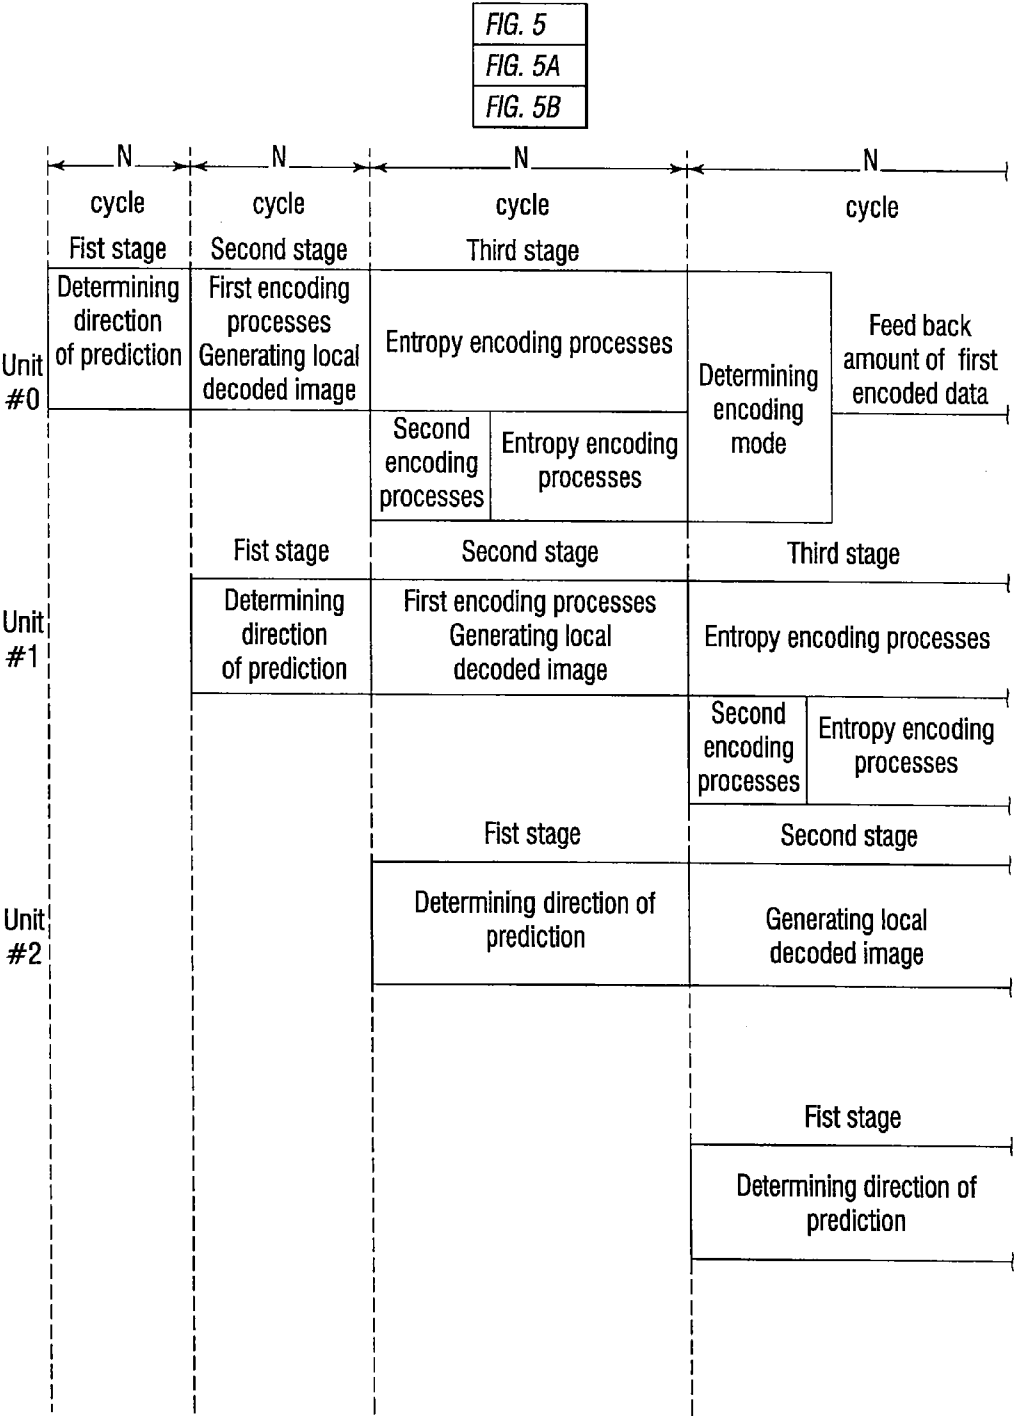 FIG. 5
FIG. 5A
FIG. 5B
N N N N
cycle cycle cycle cycle
Fist stage Second stage Third stage
Unit
#0
Determining
direction
of prediction
First encoding
processes
Generating local
decoded image
Entropy encoding processes
Second
encoding
processes
Entropy encoding
processes
Determining
encoding
mode
Feed back
amount of first
encoded data
Fist stage Second stage Third stage
Unit
#1
Determining
direction
of prediction
First encoding processes
Generating local
decoded image
Entropy encoding processes
Second
encoding
processes
Entropy encoding
processes
Fist stage Second stage
Unit
#2
Determining direction of
prediction
Generating local
decoded image
Fist stage
Determining direction of
prediction